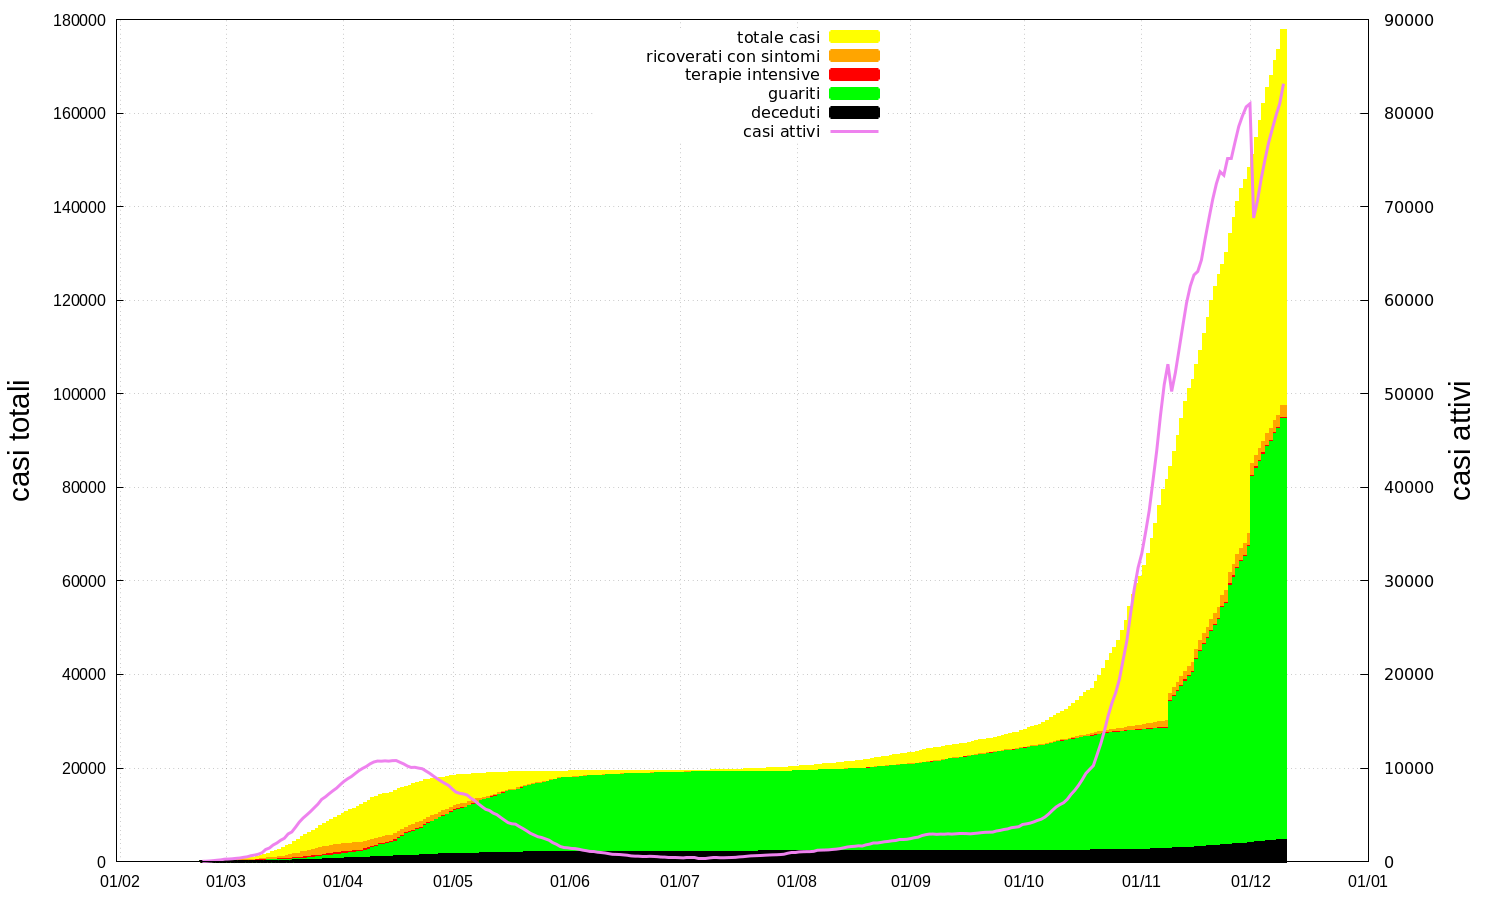 totale casi
ricoverati con sintomi
terapie intensive
guariti
deceduti
casi attivi
180000
160000
140000
120000
100000
80000
60000
40000
20000
0
casi totali
90000
80000
70000
60000
50000
40000
30000
20000
10000
0
casi attivi
01/02 01/03 01/04 01/05 01/06 01/07 01/08 01/09 01/10 01/11 01/12 01/01